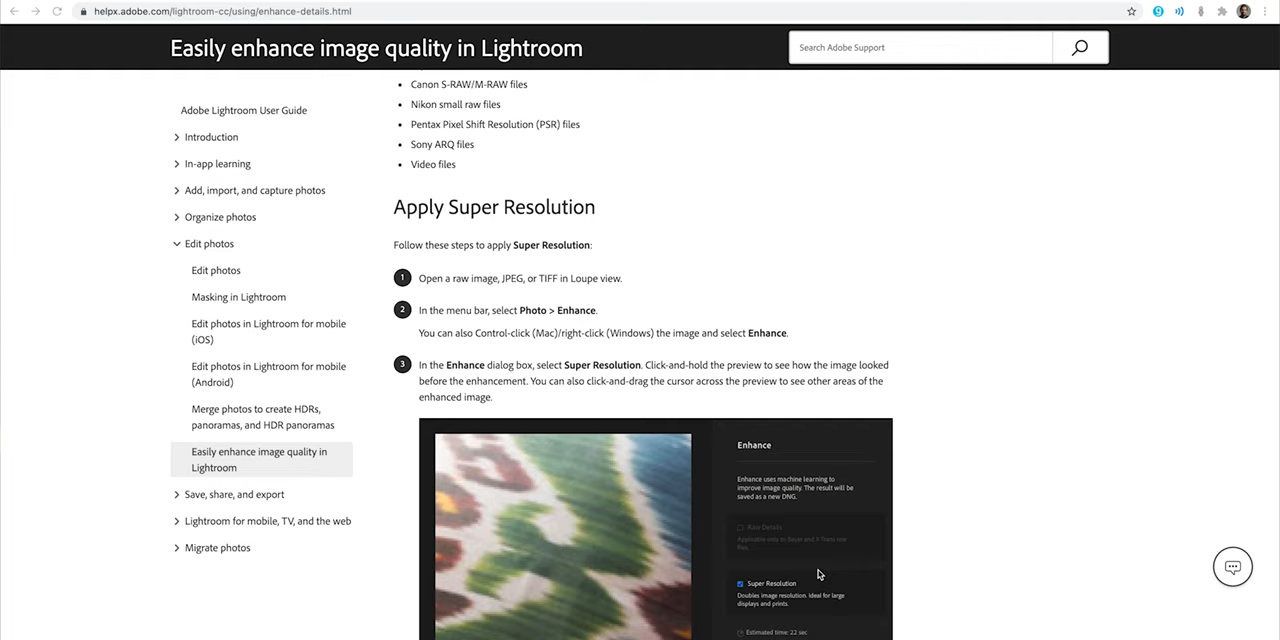 helpx.adobe.com/lightroom-cc/using/enhance-details.html
Easily enhance image quality in Lightroom
Search Adobe Support
Adobe Lightroom User Guide
Introduction
In-app learning
Add, import, and capture photos
Organize photos
Edit photos
Edit photos
Masking in Lightroom
Edit photos in Lightroom for mobile
(iOS)
Edit photos in Lightroom for mobile
(Android)
Merge photos to create HDRs,
panoramas, and HDR panoramas
Easily enhance image quality in
Lightroom
Save, share, and export
Lightroom for mobile, TV, and the web
Migrate photos
• Canon S-RAW/M-RAW files
• Nikon small raw files
• Pentax Pixel Shift Resolution (PSR) files
• Sony ARQ files
• Video files
Apply Super Resolution
Follow these steps to apply Super Resolution:
1 Open a raw image, JPEG, or TIFF in Loupe view.
2 In the menu bar, select Photo > Enhance.
You can also Control-click (Mac)/right-click (Windows) the image and select Enhance.
3 In the Enhance dialog box, select Super Resolution. Click-and-hold the preview to see how the image looked
before the enhancement. You can also click-and-drag the cursor across the preview to see other areas of the
enhanced image.
Enhance
Enhance uses machine learning to
improve image quality. The result will be
saved as a new DNG.
Raw Details
Applicable only to Bayer and X-Trans raw
files.
Super Resolution
Doubles image resolution. Ideal for large
displays and prints.
Estimated time: 22 sec